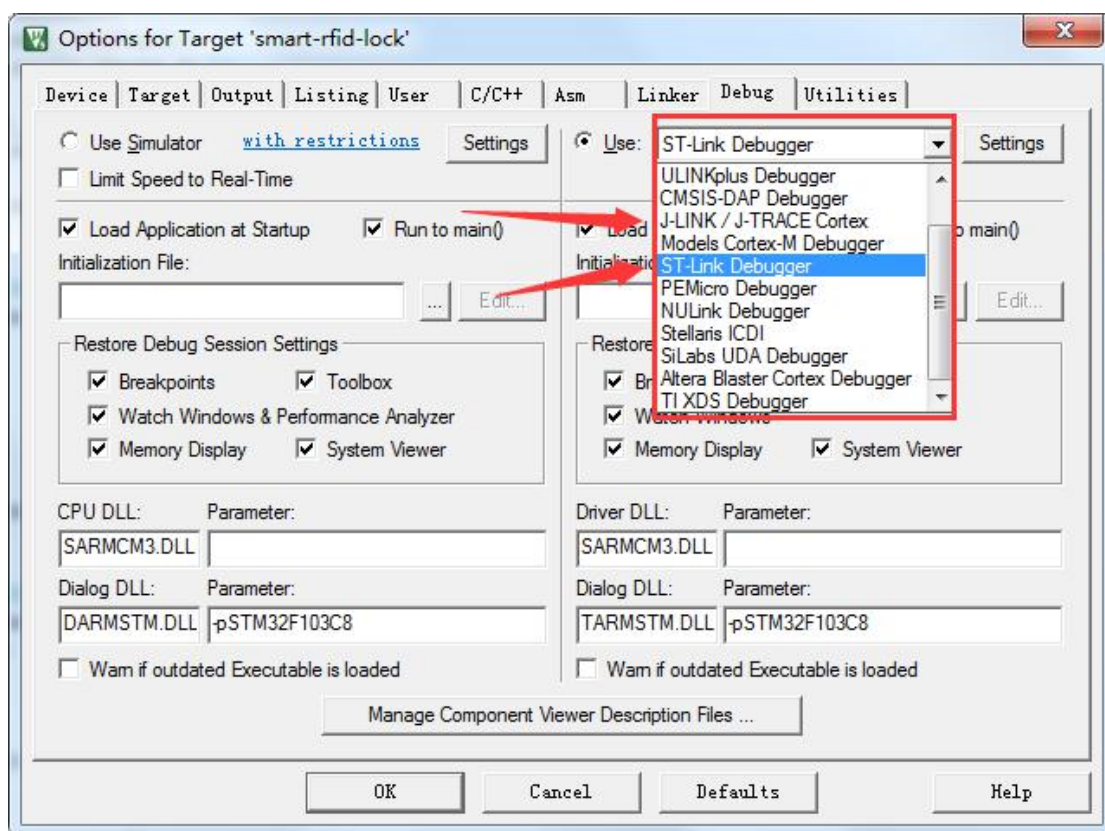 Options for Target 'smart-rfid-lock'
Device Target Output Listing User C/C++ Asm Linker Debug Utilities
Use Simulator with restrictions Settings
Limit Speed to Real-Time
Load Application at Startup Run to main()
Initialization File:
... Edit...
Restore Debug Session Settings
Breakpoints Toolbox
Watch Windows & Performance Analyzer
Memory Display System Viewer
CPU DLL: Parameter:
SARMCM3.DLL
Dialog DLL: Parameter:
DARMSTM.DLL -pSTM32F103C8
Warn if outdated Executable is loaded
Use: ST-Link Debugger Settings
ULINKplus Debugger
CMSIS-DAP Debugger
J-LINK / J-TRACE Cortex
Models Cortex-M Debugger
ST-Link Debugger
PEMicro Debugger
NULink Debugger
Stellaris ICDI
SiLabs UDA Debugger
Altera Blaster Cortex Debugger
TI XDS Debugger
main()
Edit...
Restore
Watch Windows
Memory Display System Viewer
Driver DLL: Parameter:
SARMCM3.DLL
Dialog DLL: Parameter:
TARMSTM.DLL -pSTM32F103C8
Warn if outdated Executable is loaded
Manage Component Viewer Description Files ...
OK Cancel Defaults Help